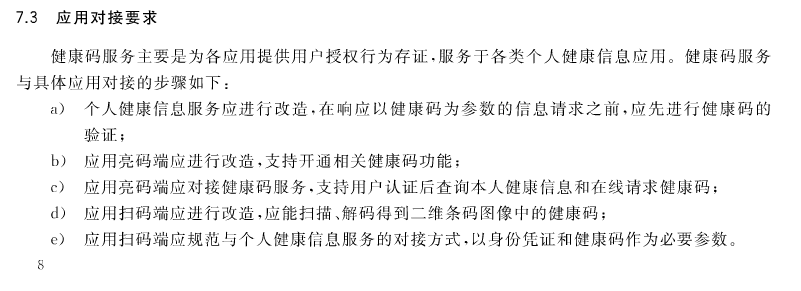 7.3 应用对接要求
健康码服务主要是为各应用提供用户授权行为存证,服务于各类个人健康信息应用。健康码服务
与具体应用对接的步骤如下:
a) 个人健康信息服务应进行改造,在响应以健康码为参数的信息请求之前,应先进行健康码的
验证;
b) 应用亮码端应进行改造,支持开通相关健康码功能;
c) 应用亮码端应对接健康码服务,支持用户认证后查询本人健康信息和在线请求健康码;
d) 应用扫码端应进行改造,应能扫描、解码得到二维条码图像中的健康码;
e) 应用扫码端应规范与个人健康信息服务的对接方式,以身份凭证和健康码作为必要参数。
8